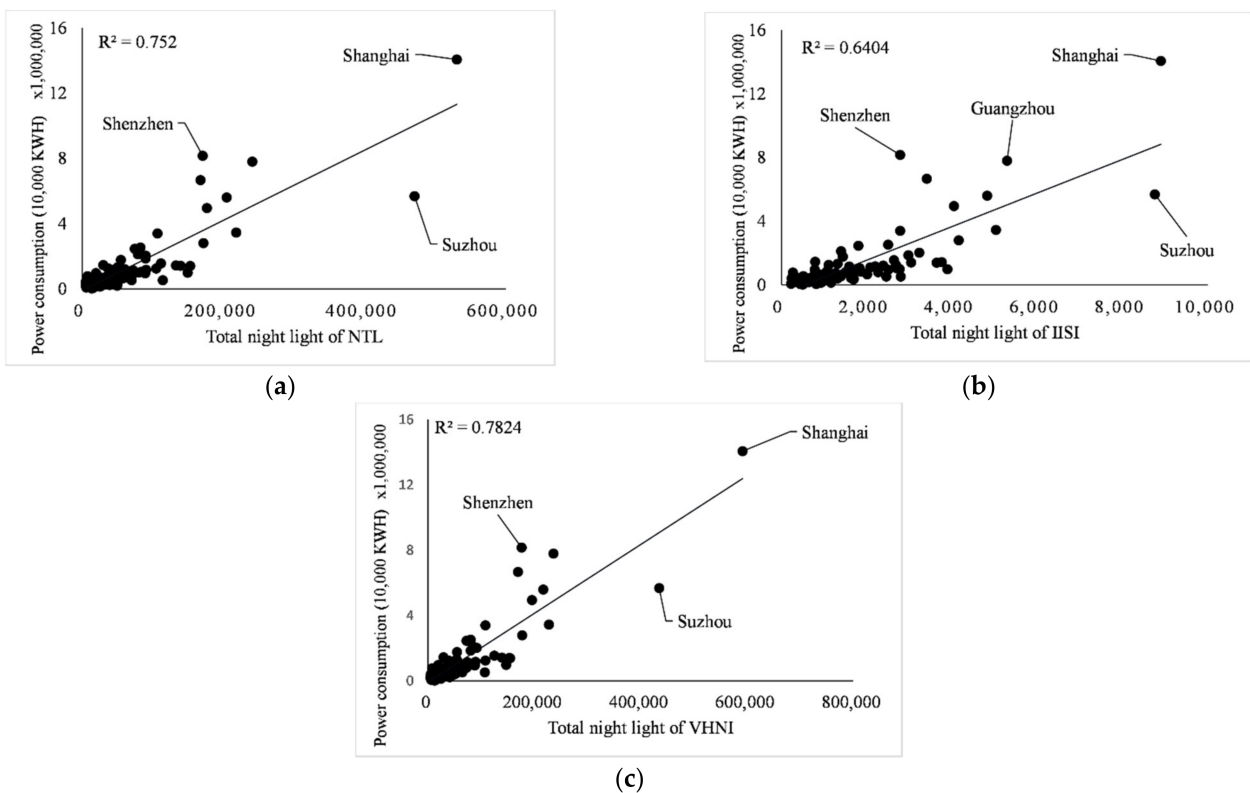 Power consumption (10,000 KWH) x1,000,000
16
12
8
4
0
R² = 0.752
Shanghai
Shenzhen
Suzhou
0 200,000 400,000 600,000
Total night light of NTL
(a)
Power consumption (10,000 KWH) x1,000,000
16
12
8
4
0
R² = 0.6404
Shanghai
Shenzhen
Guangzhou
Suzhou
0 2,000 4,000 6,000 8,000 10,000
Total night light of IISI
(b)
Power consumption (10,000 KWH) x1,000,000
16
12
8
4
0
R² = 0.7824
Shanghai
Shenzhen
Suzhou
0 200,000 400,000 600,000 800,000
Total night light of VHNI
(c)